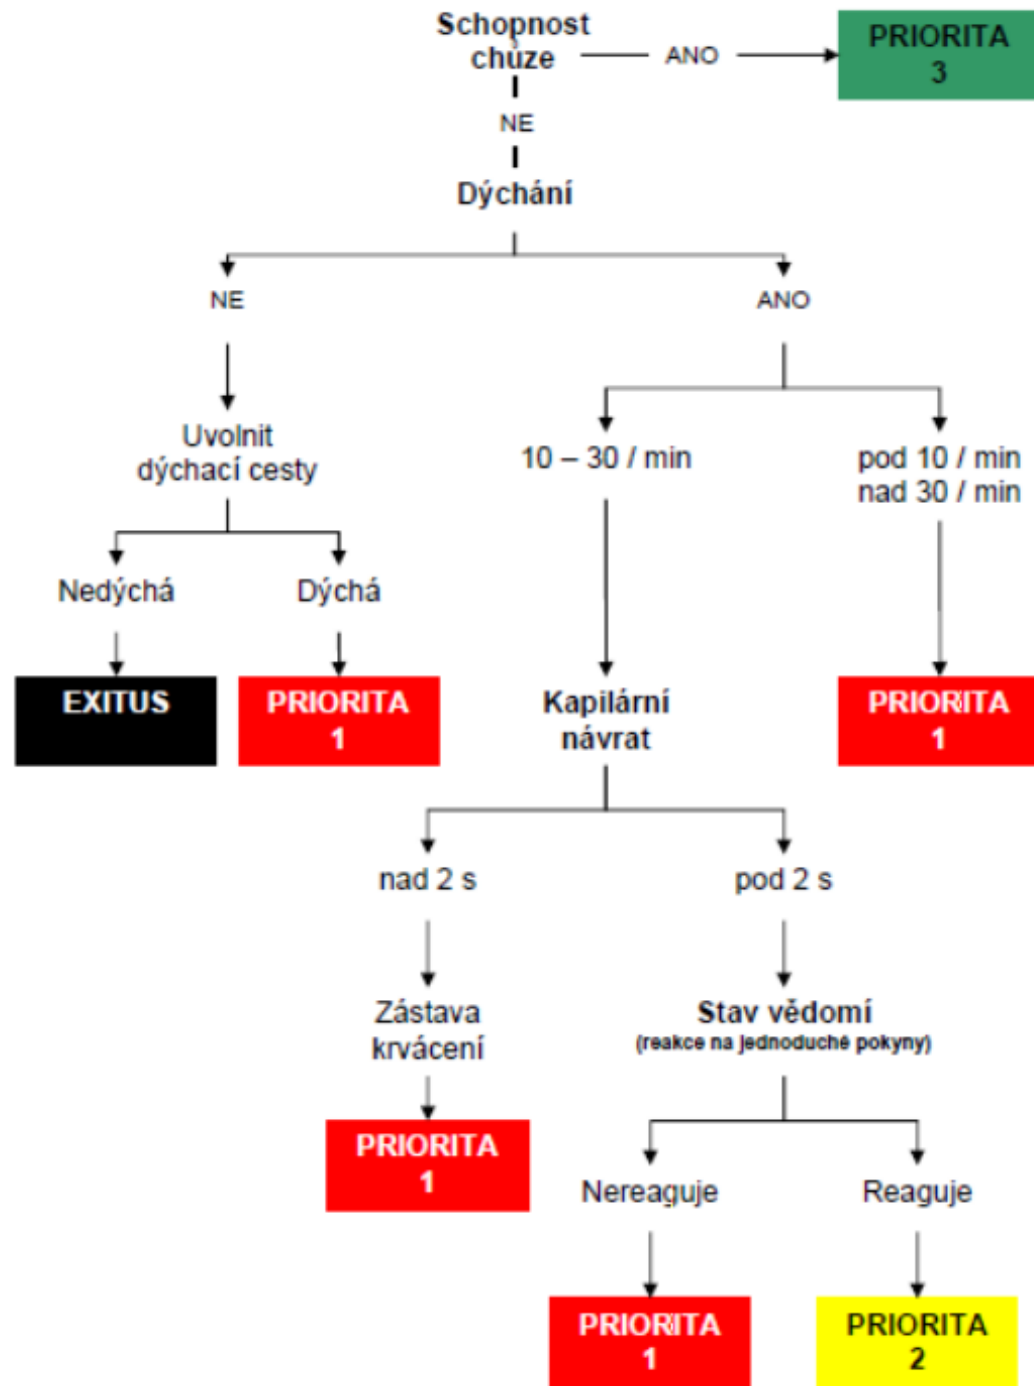 Schopnost
chůze
ANO
PRIORITA
3
NE
Dýchání
NE
ANO
Uvolnit
dýchací cesty
10 – 30 / min
pod 10 / min
nad 30 / min
Nedýchá
Dýchá
EXITUS
PRIORITA
1
Kapilární
návrat
PRIORITA
1
nad 2 s
pod 2 s
Zástava
krvácení
Stav vědomí
(reakce na jednoduché pokyny)
PRIORITA
1
Nereaguje
Reaguje
PRIORITA
1
PRIORITA
2